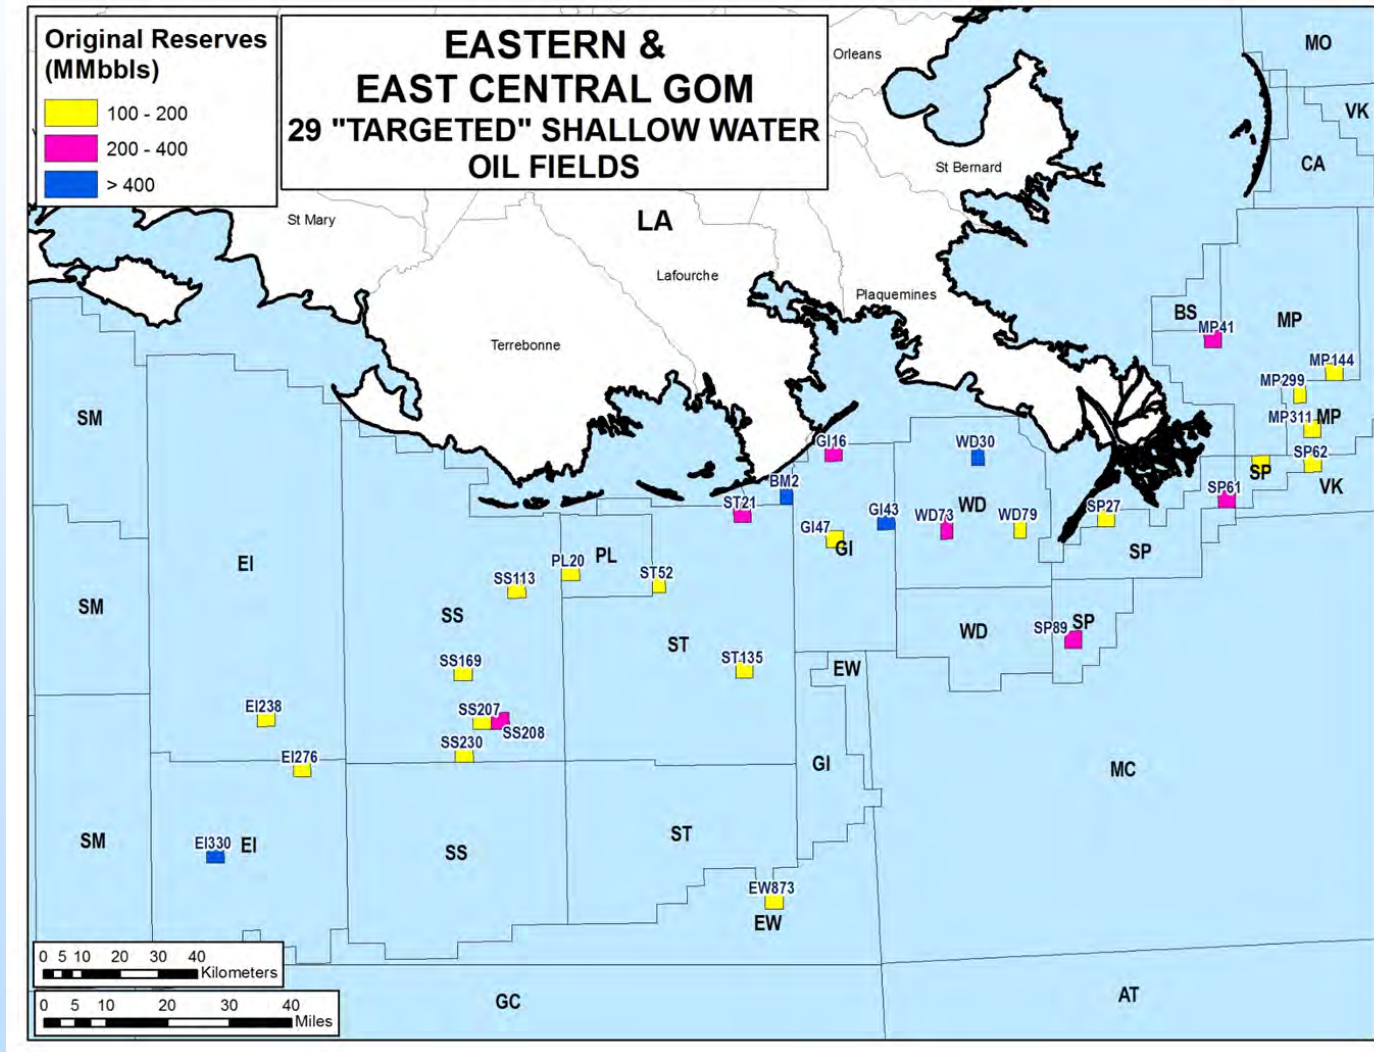 Original Reserves
(MMbbls)
100 - 200
200 - 400
> 400
EASTERN &
EAST CENTRAL GOM
29 "TARGETED" SHALLOW WATER
OIL FIELDS
Orleans
MO
VK
CA
St Bernard
St Mary
LA
Lafourche
Plaquemines
Terrebonne
BS
MP41
MP
MP144
MP299
MP311
MP
SP62
SP
VK
SP61
SM
GI16
WD30
BM2
ST21
GI43
WD73
WD
WD79
SP27
GI47
GI
SP
EI
PL20
PL
SS113
ST52
SM
SS
ST
WD
SP89
SP
SS169
ST135
EW
EI238
SS207
SS208
SS230
EI276
GI
MC
SM
EI330
EI
SS
ST
EW873
EW
0 5 10 20 30 40
Kilometers
0 5 10 20 30 40
Miles
GC
AT